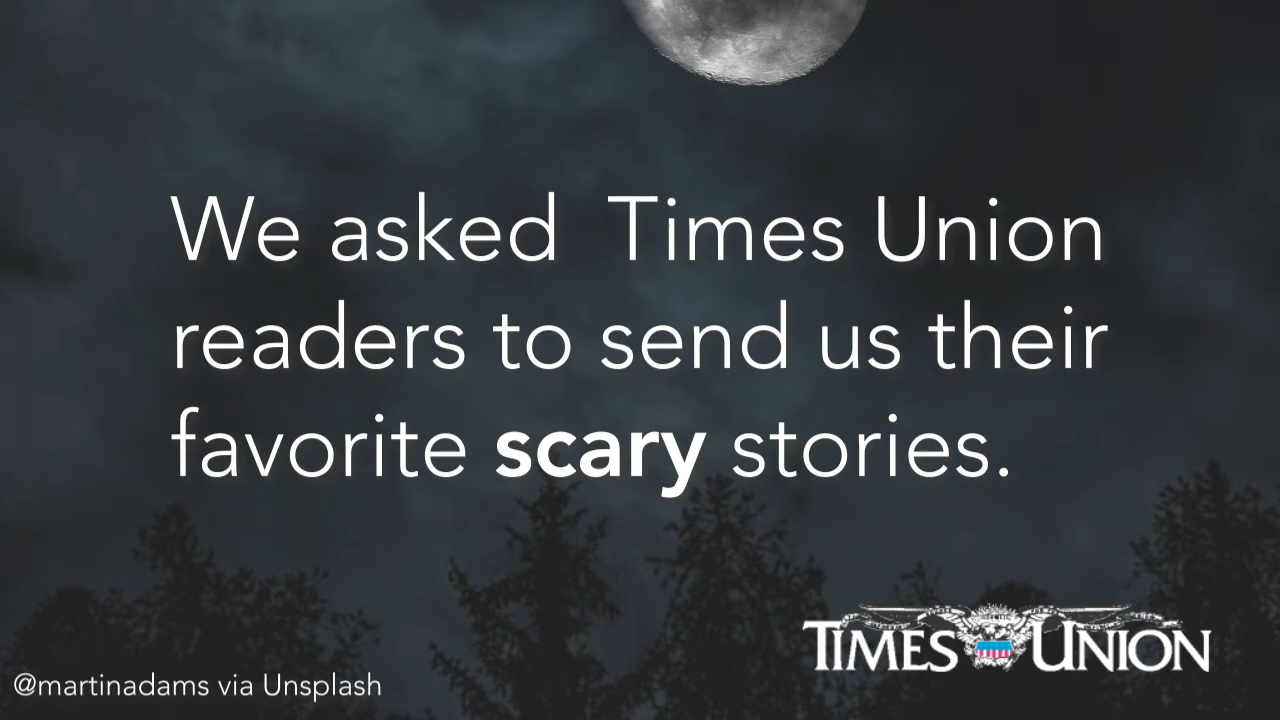 We asked  Times Union
readers to send us their
favorite scary stories.
TIMES UNION
@martinadams via Unsplash